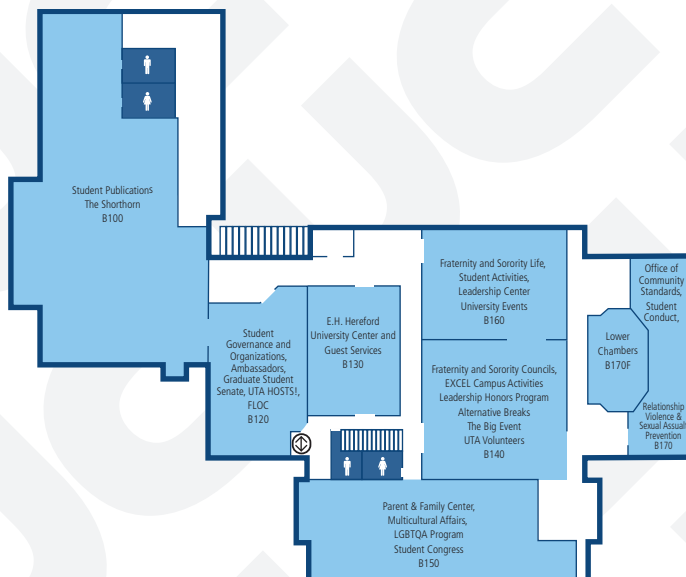 Student Publications
The Shorthorn
B100
Student
Governance and
Organizations,
Ambassadors,
Graduate Student
Senate, UTA HOSTS!,
FLOC
B120
E.H. Hereford
University Center and
Guest Services
B130
Fraternity and Sorority Life,
Student Activities,
Leadership Center
University Events
B160
Fraternity and Sorority Councils,
EXCEL Campus Activities
Leadership Honors Program
Alternative Breaks
The Big Event
UTA Volunteers
B140
Lower
Chambers
B170F
Office of
Community
Standards,
Student
Conduct,
Relationship
Violence &
Sexual Assualt
Prevention
B170
Parent & Family Center,
Multicultural Affairs,
LGBTQA Program
Student Congress
B150